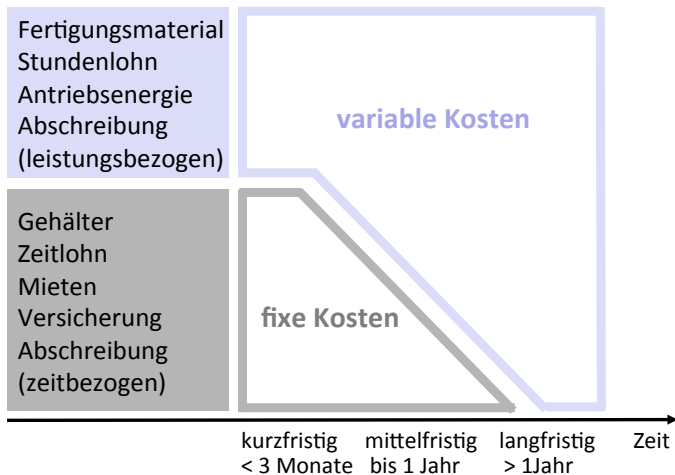 Fertigungsmaterial
Stundenlohn
Antriebsenergie
Abschreibung
(leistungsbezogen)
variable Kosten
Gehälter
Zeitlohn
Mieten
Versicherung
Abschreibung
(zeitbezogen)
fixe Kosten
kurzfristig mittelfristig langfristig Zeit
< 3 Monate bis 1 Jahr > 1Jahr